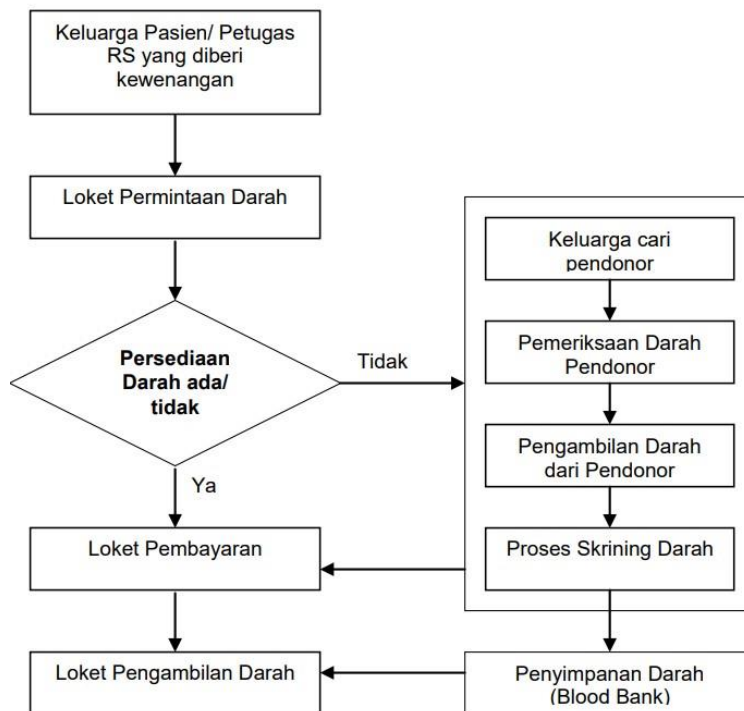 Keluarga Pasien/ Petugas
RS yang diberi
kewenangan
Loket Permintaan Darah
Persediaan
Darah ada/
tidak
Tidak
Ya
Keluarga cari
pendonor
Pemeriksaan Darah
Pendonor
Pengambilan Darah
dari Pendonor
Proses Skrining Darah
Loket Pembayaran
Loket Pengambilan Darah
Penyimpanan Darah
(Blood Bank)